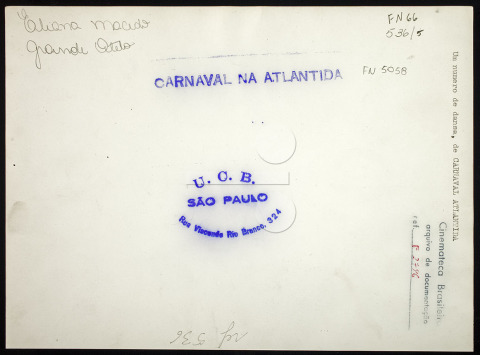 Eliana Macedo
Grande Otelo
FN 66
536/5
CARNAVAL NA ATLANTIDA
FN 5058
U. C. B.
SÃO PAULO
Rua Visconde Rio Branco, 324
Um numero de dansa, de CARNAVAL ATLANTIDA
Cinemateca Brasileira
arquivo de documentação
ref.
ref 536